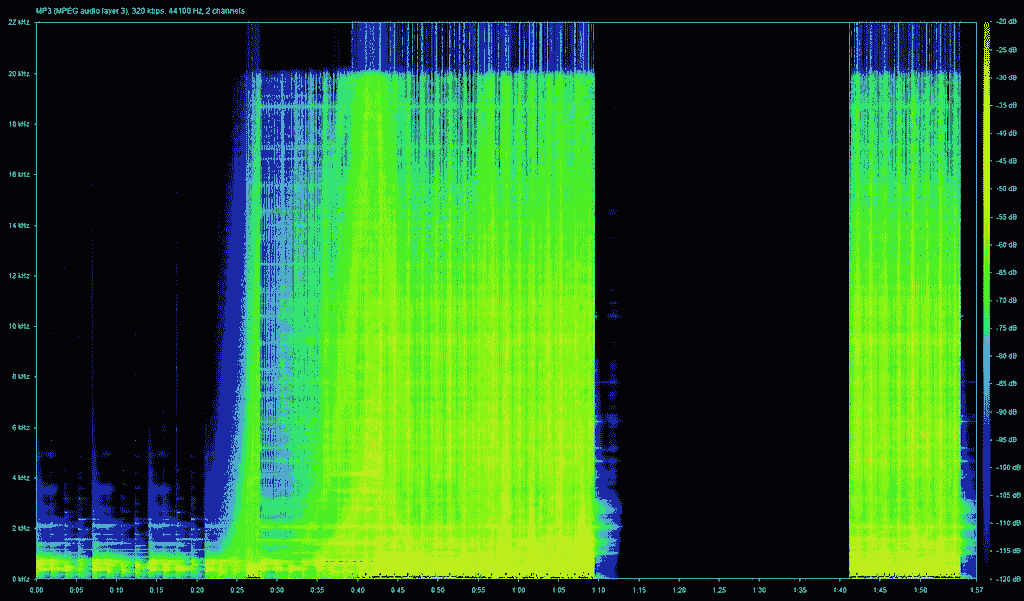 MP3 (MPEG audio layer 3), 320 kbps, 44100 Hz, 2 channels
22 kHz
20 kHz
18 kHz
16 kHz
14 kHz
12 kHz
10 kHz
8 kHz
6 kHz
4 kHz
2 kHz
0 kHz
0:00 0:05 0:10 0:15 0:20 0:25 0:30 0:35 0:40 0:45 0:50 0:55 1:00 1:05 1:10 1:15 1:20 1:25 1:30 1:35 1:40 1:45 1:50 1:57
-20 dB
-25 dB
-30 dB
-35 dB
-40 dB
-45 dB
-50 dB
-55 dB
-60 dB
-65 dB
-70 dB
-75 dB
-80 dB
-85 dB
-90 dB
-95 dB
-100 dB
-105 dB
-110 dB
-115 dB
-120 dB